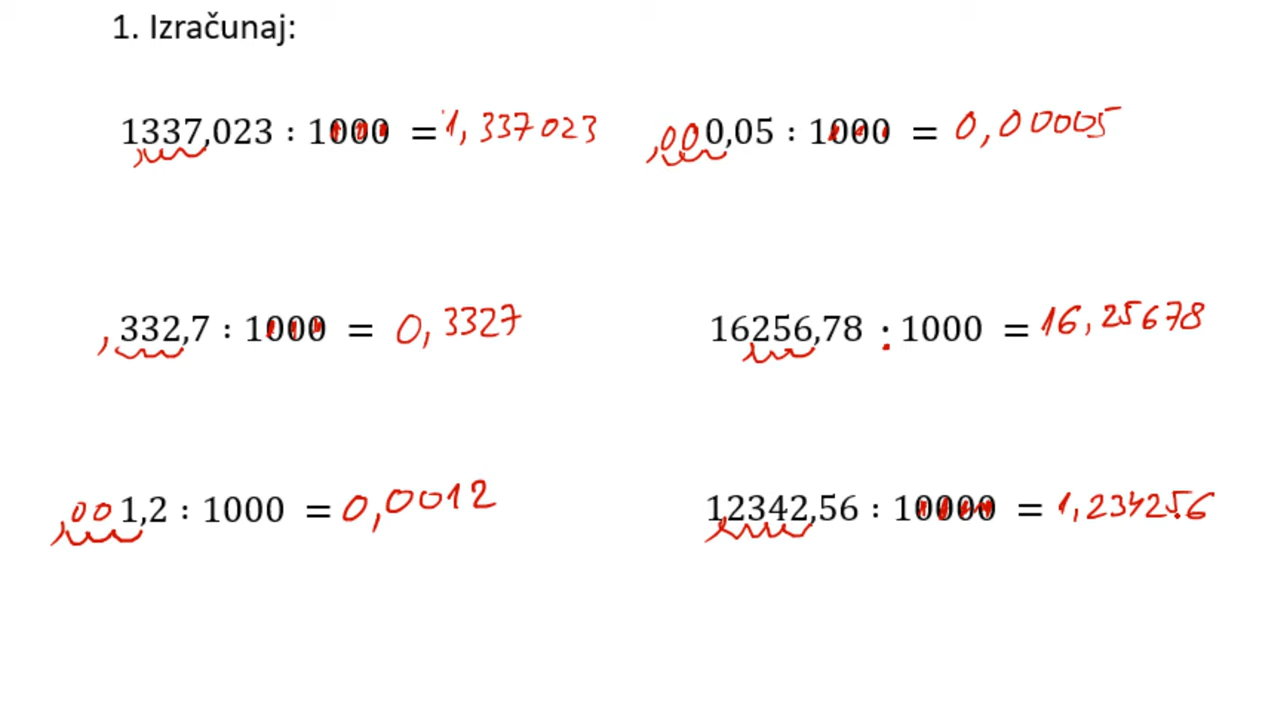 1. Izračunaj:
1337,023 : 1000 = 1,337023
,00 0,05 : 1000 = 0,00005
, 332,7 : 1000 = 0,3327
16256,78 : 1000 = 16,25678
,00 1,2 : 1000 = 0,0012
12342,56 : 10000 = 1,234256